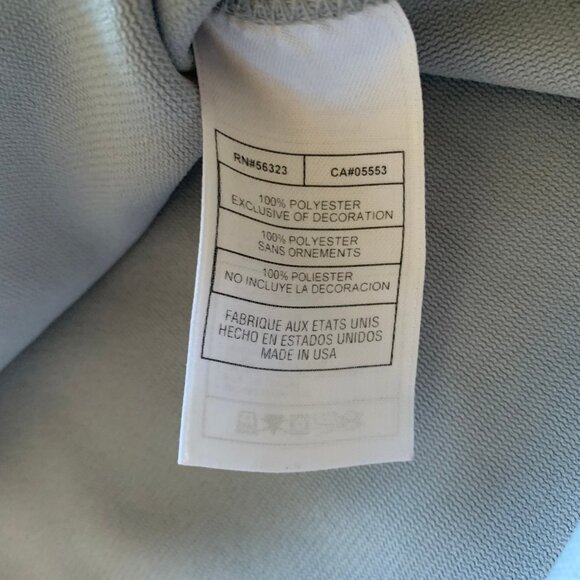 RN#56323 CA#05553
100% POLYESTER
EXCLUSIVE OF DECORATION
100% POLYESTER
SANS ORNEMENTS
100% POLIESTER
NO INCLUYE LA DECORACION
FABRIQUE AUX ETATS UNIS
HECHO EN ESTADOS UNIDOS
MADE IN USA